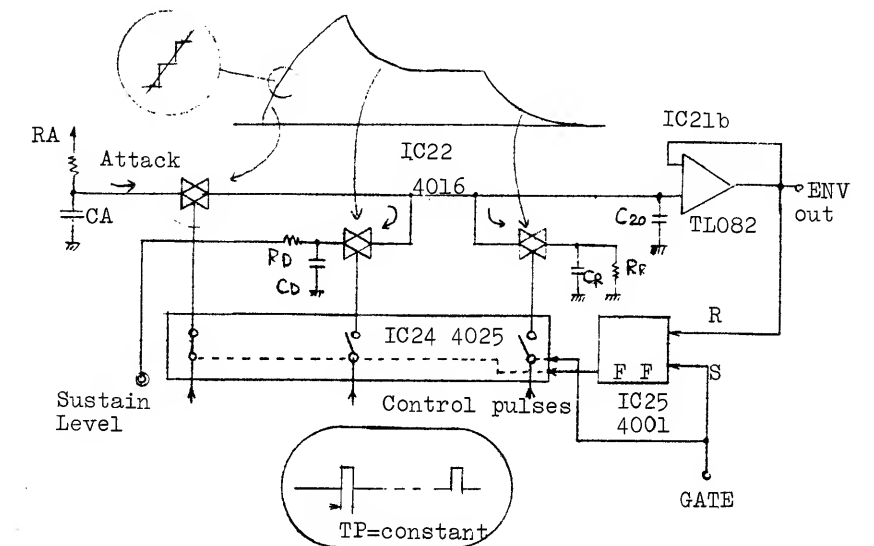 IC21b
RA
Attack
IC22
4016
ENV
out
CA
C20
TL082
RD
CD
CR
RR
R
IC24 4025
F F
S
Sustain
Level
Control pulses
IC25
4001
GATE
TP=constant